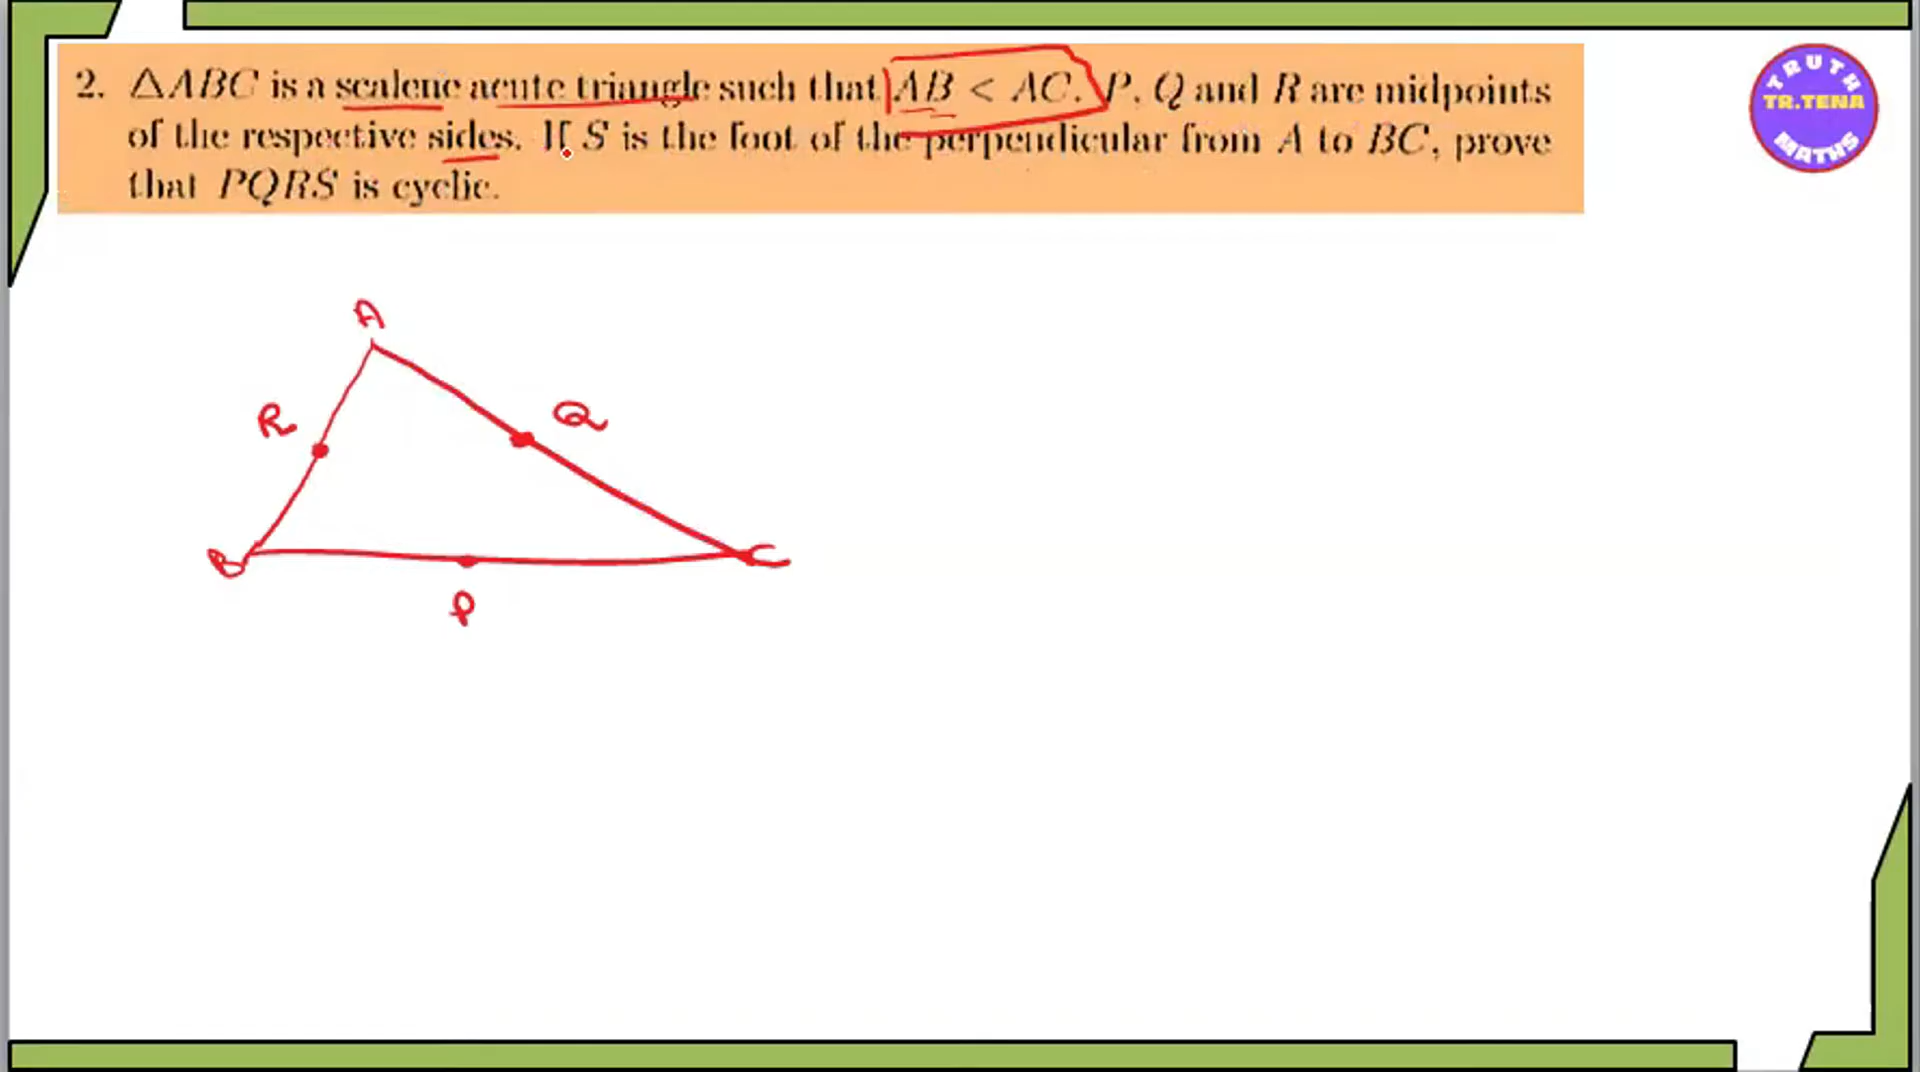 2. △ABC is a scalene acute triangle such that AB < AC. P, Q and R are midpoints
of the respective sides. If S is the foot of the perpendicular from A to BC, prove
that PQRS is cyclic.
TRUTH
TR.TENA
MATHS
A
R
Q
B
C
P